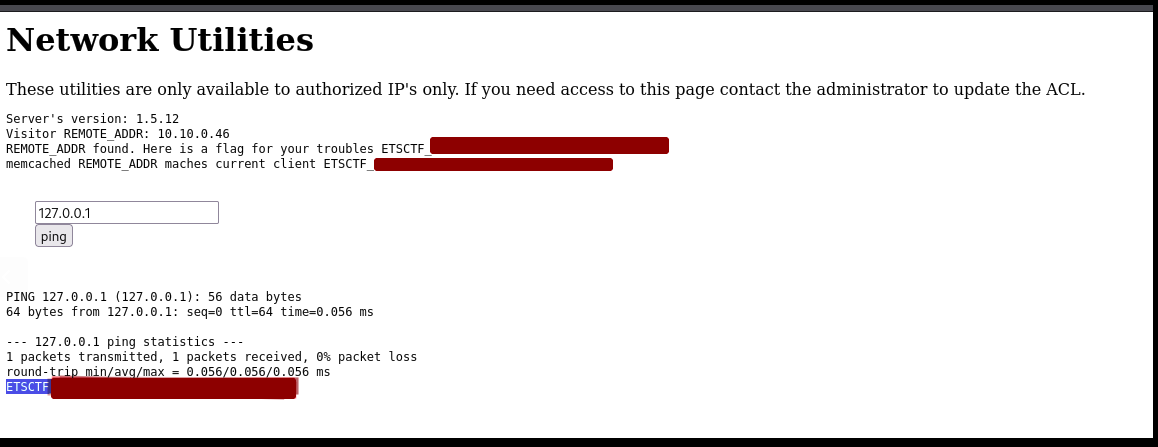 Network Utilities
These utilities are only available to authorized IP's only. If you need access to this page contact the administrator to update the ACL.
Server's version: 1.5.12
Visitor REMOTE_ADDR: 10.10.0.46
REMOTE_ADDR found. Here is a flag for your troubles ETSCTF_
memcached REMOTE_ADDR maches current client ETSCTF_
127.0.0.1
ping
PING 127.0.0.1 (127.0.0.1): 56 data bytes
64 bytes from 127.0.0.1: seq=0 ttl=64 time=0.056 ms
--- 127.0.0.1 ping statistics ---
1 packets transmitted, 1 packets received, 0% packet loss
round-trip min/avg/max = 0.056/0.056/0.056 ms
ETSCTF